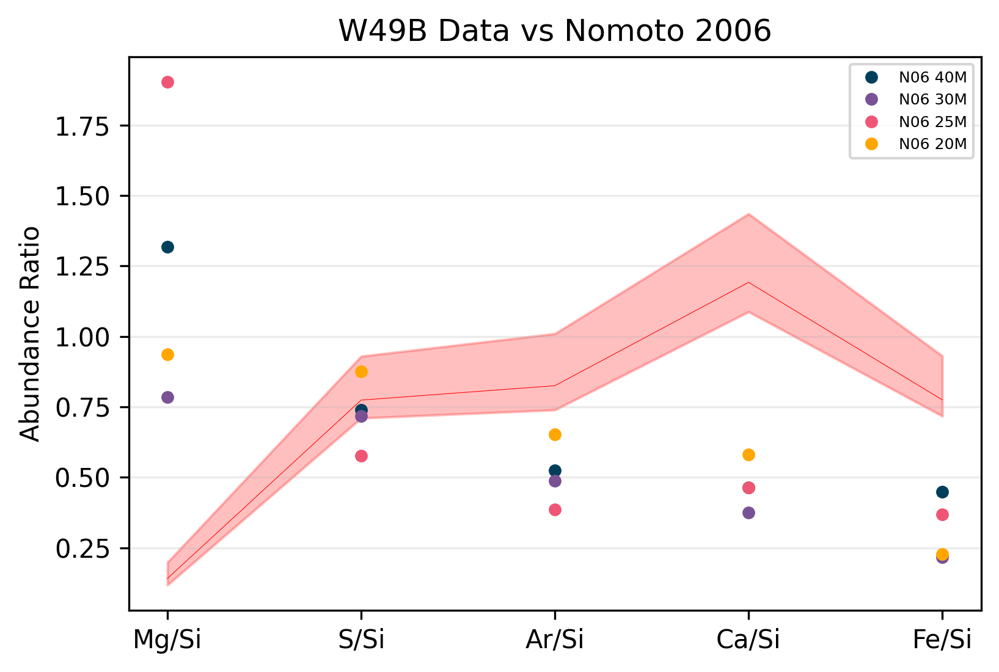 W49B Data vs Nomoto 2006
N06 40M
N06 30M
N06 25M
N06 20M
Abundance Ratio
1.75
1.50
1.25
1.00
0.75
0.50
0.25
Mg/Si S/Si Ar/Si Ca/Si Fe/Si